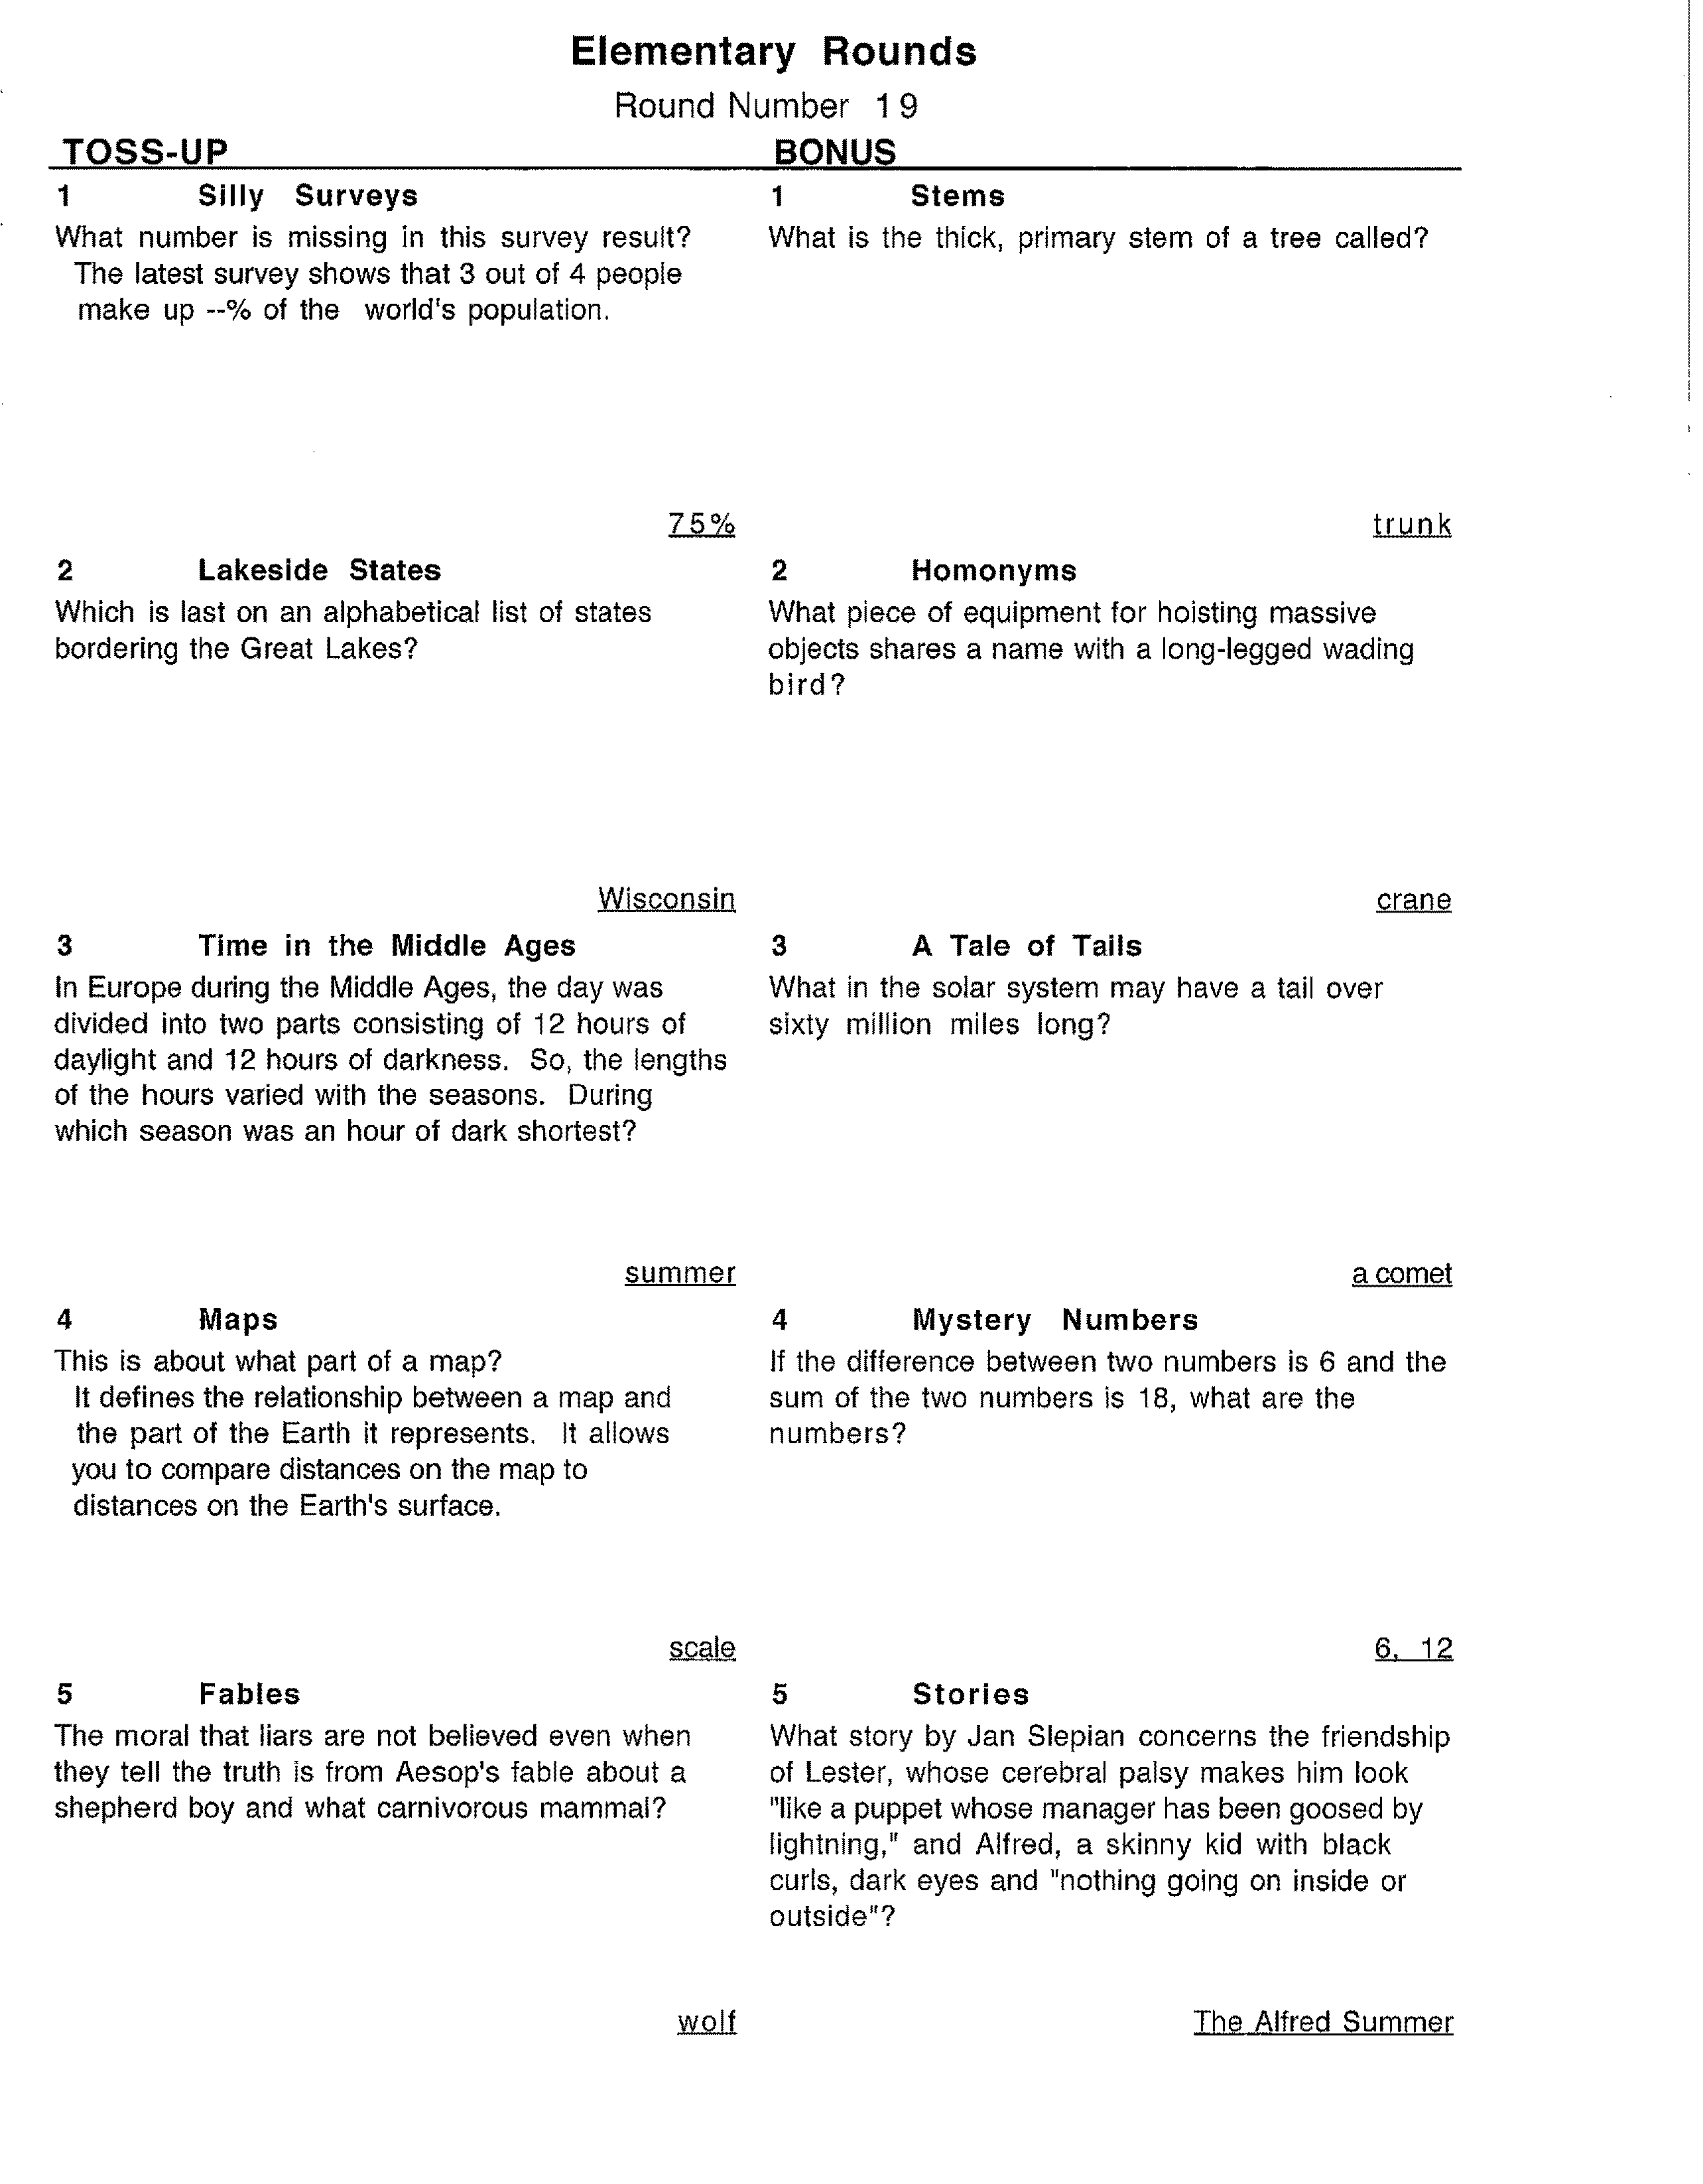 Elementary Rounds
Round Number 19
TOSS-UP
BONUS
1 Silly Surveys
What number is missing in this survey result?
The latest survey shows that 3 out of 4 people
make up --% of the world's population.
75%
1 Stems
What is the thick, primary stem of a tree called?
trunk
2 Lakeside States
Which is last on an alphabetical list of states
bordering the Great Lakes?
Wisconsin
2 Homonyms
What piece of equipment for hoisting massive
objects shares a name with a long-legged wading
bird?
crane
3 Time in the Middle Ages
In Europe during the Middle Ages, the day was
divided into two parts consisting of 12 hours of
daylight and 12 hours of darkness. So, the lengths
of the hours varied with the seasons. During
which season was an hour of dark shortest?
summer
3 A Tale of Tails
What in the solar system may have a tail over
sixty million miles long?
a comet
4 Maps
This is about what part of a map?
It defines the relationship between a map and
the part of the Earth it represents. It allows
you to compare distances on the map to
distances on the Earth's surface.
scale
4 Mystery Numbers
If the difference between two numbers is 6 and the
sum of the two numbers is 18, what are the
numbers?
6, 12
5 Fables
The moral that liars are not believed even when
they tell the truth is from Aesop's fable about a
shepherd boy and what carnivorous mammal?
wolf
5 Stories
What story by Jan Slepian concerns the friendship
of Lester, whose cerebral palsy makes him look
"like a puppet whose manager has been goosed by
lightning," and Alfred, a skinny kid with black
curls, dark eyes and "nothing going on inside or
outside"?
The Alfred Summer